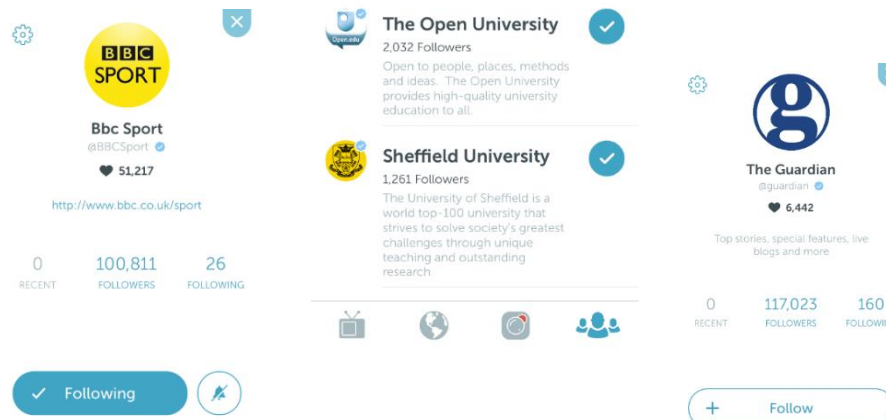 BBC
SPORT
Bbc Sport
@BBCSport
51,217
http://www.bbc.co.uk/sport
0
100,811
26
RECENT
FOLLOWERS
FOLLOWING
Following
Open.edu
The Open University
2,032 Followers
Open to people, places, methods
and ideas. The Open University
provides high-quality university
education to all.
Sheffield University
1,261 Followers
The University of Sheffield is a
world top-100 university that
strives to solve society's greatest
challenges through unique
teaching and outstanding
research
g
The Guardian
@guardian
6,442
Top stories, special features, live
blogs and more
0
117,023
160
RECENT
FOLLOWERS
FOLLOWI
Follow